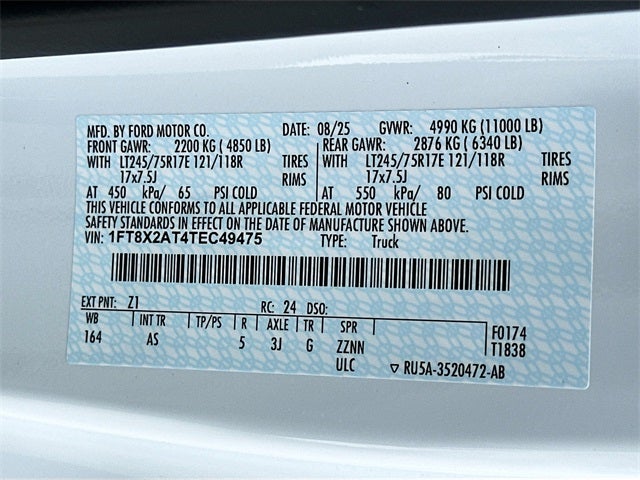 MFD. BY FORD MOTOR CO. DATE: 08/25 GVWR: 4990 KG (11000 LB)
FRONT GAWR: 2200 KG ( 4850 LB) REAR GAWR: 2876 KG ( 6340 LB)
WITH LT245/75R17E 121/118R TIRES WITH LT245/75R17E 121/118R TIRES
17x7.5J RIMS 17x7.5J RIMS
AT 450 kPa/ 65 PSI COLD AT 550 kPa/ 80 PSI COLD
THIS VEHICLE CONFORMS TO ALL APPLICABLE FEDERAL MOTOR VEHICLE
SAFETY STANDARDS IN EFFECT ON THE DATE OF MANUFACTURE SHOWN ABOVE.
VIN: 1FT8X2AT4TEC49475 TYPE: Truck
EXT PNT: Z1 RC: 24 DSO:
WB INT TR TP/PS R AXLE TR SPR F0174
164 AS 5 3J G ZZNN T1838
ULC ▽ RU5A-3520472-AB